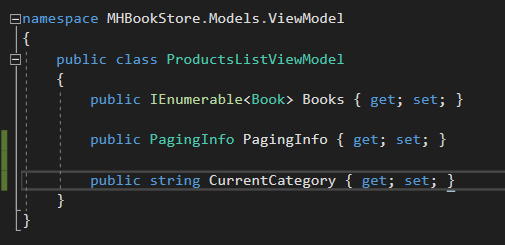 namespace MHBookStore.Models.ViewModel
{
    public class ProductsListViewModel
    {
        public IEnumerable<Book> Books { get; set; }
        public PagingInfo PagingInfo { get; set; }
        public string CurrentCategory { get; set; }
    }
}